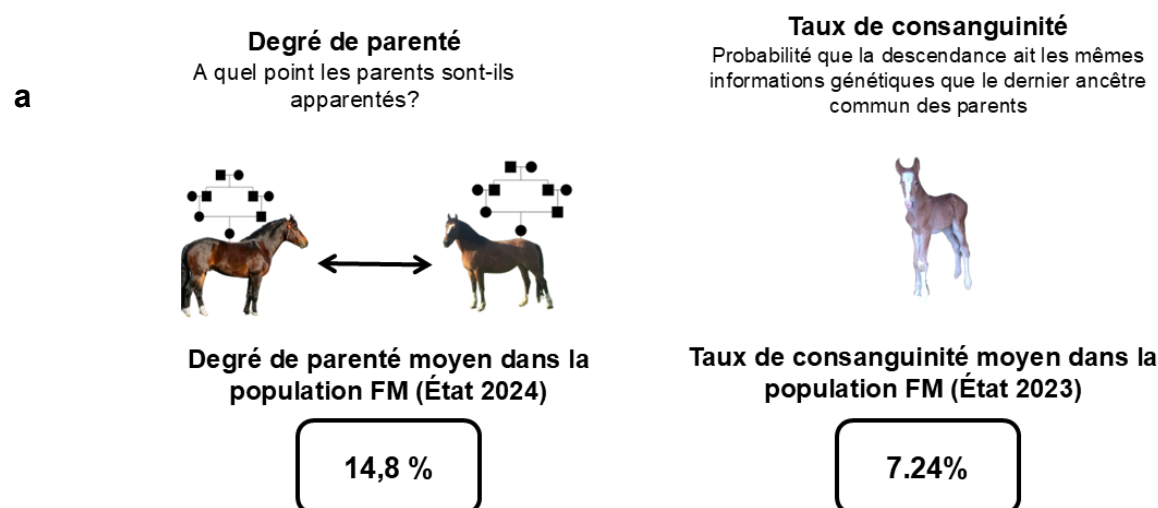 a
Degré de parenté
A quel point les parents sont-ils
apparentés?
Taux de consanguinité
Probabilité que la descendance ait les mêmes
informations génétiques que le dernier ancêtre
commun des parents
Degré de parenté moyen dans la
population FM (État 2024)
14,8 %
Taux de consanguinité moyen dans la
population FM (État 2023)
7.24%